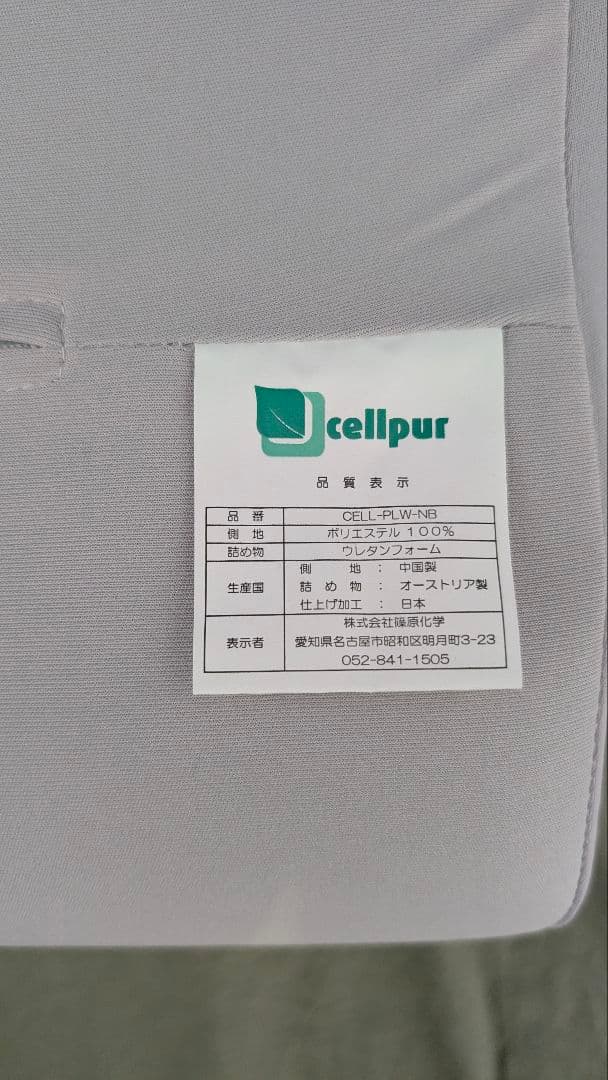 cellpur
品質表示
品番 CELL-PLW-NB
側地 ポリエステル 100%
詰め物 ウレタンフォーム
生産国 側地 : 中国製
詰め物 : オーストリア製
仕上げ加工 : 日本
表示者 株式会社篠原化学
愛知県名古屋市昭和区明月町3-23
052-841-1505